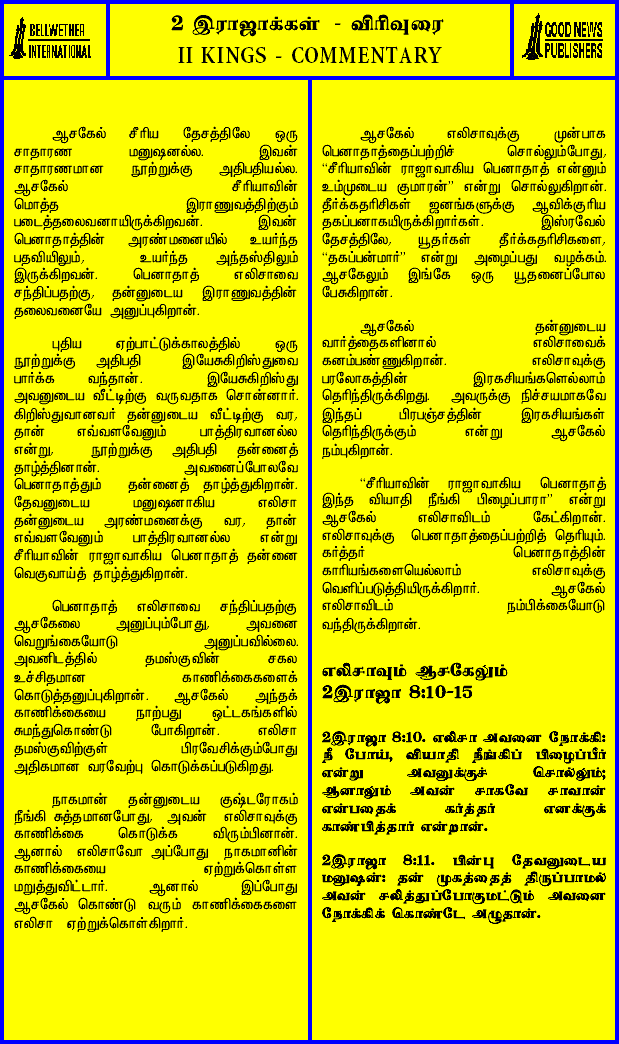 BELLWETHER
INTERNATIONAL
2 இராஜாக்கள் - விரிவுரை
II KINGS - COMMENTARY
GOOD NEWS
PUBLISHERS
ஆசகேல் சீரிய தேசத்திலே ஒரு
சாதாரண மனுஷனல்ல. இவன்
சாதாரணமான நூற்றுக்கு அதிபதியல்ல.
ஆசகேல் சீரியாவின்
மொத்த இராணுவத்திற்கும்
படைத்தலைவனாயிருக்கிறவன். இவன்
பெனாதாத்தின் அரண்மனையில் உயர்ந்த
பதவியிலும், உயர்ந்த அந்தஸ்திலும்
இருக்கிறவன். பெனாதாத் எலிசாவை
சந்திப்பதற்கு, தன்னுடைய இராணுவத்தின்
தலைவனையே அனுப்புகிறான்.
புதிய ஏற்பாட்டுக்காலத்தில் ஒரு
நூற்றுக்கு அதிபதி இயேசுகிறிஸ்துவை
பார்க்க வந்தான். இயேசுகிறிஸ்து
அவனுடைய வீட்டிற்கு வருவதாக சொன்னார்.
கிறிஸ்துவானவர் தன்னுடைய வீட்டிற்கு வர,
தான் எவ்வளவேனும் பாத்திரவானல்ல
என்று, நூற்றுக்கு அதிபதி தன்னைத்
தாழ்த்தினான். அவனைப்போலவே
பெனாதாத்தும் தன்னைத் தாழ்த்துகிறான்.
தேவனுடைய மனுஷனாகிய எலிசா
தன்னுடைய அரண்மனைக்கு வர, தான்
எவ்வளவேனும் பாத்திரவானல்ல என்று
சீரியாவின் ராஜாவாகிய பெனாதாத் தன்னை
வெகுவாய்த் தாழ்த்துகிறான்.
பெனாதாத் எலிசாவை சந்திப்பதற்கு
ஆசகேலை அனுப்பும்போது, அவனை
வெறுங்கையோடு அனுப்பவில்லை.
அவனிடத்தில் தமஸ்குவின் சகல
உச்சிதமான காணிக்கைகளைக்
கொடுத்தனுப்புகிறான். ஆசகேல் அந்தக்
காணிக்கையை நாற்பது ஒட்டகங்களில்
சுமந்துகொண்டு போகிறான். எலிசா
தமஸ்குவிற்குள் பிரவேசிக்கும்போது
அதிகமான வரவேற்பு கொடுக்கப்படுகிறது.
நாகமான் தன்னுடைய குஷ்டரோகம்
நீங்கி சுத்தமானபோது, அவன் எலிசாவுக்கு
காணிக்கை கொடுக்க விரும்பினான்.
ஆனால் எலிசாவோ அப்போது நாகமானின்
காணிக்கையை ஏற்றுக்கொள்ள
மறுத்துவிட்டார். ஆனால் இப்போது
ஆசகேல் கொண்டு வரும் காணிக்கைகளை
எலிசா ஏற்றுக்கொள்கிறார்.
ஆசகேல் எலிசாவுக்கு முன்பாக
பெனாதாத்தைப்பற்றிச் சொல்லும்போது,
“சீரியாவின் ராஜாவாகிய பெனாதாத் என்னும்
உம்முடைய குமாரன்” என்று சொல்லுகிறான்.
தீர்க்கதரிசிகள் ஜனங்களுக்கு ஆவிக்குரிய
தகப்பனாகயிருக்கிறார்கள். இஸ்ரவேல்
தேசத்திலே, யூதர்கள் தீர்க்கதரிசிகளை,
“தகப்பன்மார்” என்று அழைப்பது வழக்கம்.
ஆசகேலும் இங்கே ஒரு யூதனைப்போல
பேசுகிறான்.
ஆசகேல் தன்னுடைய
வார்த்தைகளினால் எலிசாவைக்
கனம்பண்ணுகிறான். எலிசாவுக்கு
பரலோகத்தின் இரகசியங்களெல்லாம்
தெரிந்திருக்கிறது. அவருக்கு நிச்சயமாகவே
இந்தப் பிரபஞ்சத்தின் இரகசியங்கள்
தெரிந்திருக்கும் என்று ஆசகேல்
நம்புகிறான்.
“சீரியாவின் ராஜாவாகிய பெனாதாத்
இந்த வியாதி நீங்கி பிழைப்பாரா” என்று
ஆசகேல் எலிசாவிடம் கேட்கிறான்.
எலிசாவுக்கு பெனாதாத்தைப்பற்றித் தெரியும்.
கர்த்தர் பெனாதாத்தின்
காரியங்களையெல்லாம் எலிசாவுக்கு
வெளிப்படுத்தியிருக்கிறார். ஆசகேல்
எலிசாவிடம் நம்பிக்கையோடு
வந்திருக்கிறான்.
எலிசாவும் ஆசகேலும்
2இராஜா 8:10-15
2இராஜா 8:10. எலிசா அவனை நோக்கி:
நீ போய், வியாதி நீங்கிப் பிழைப்பீர்
என்று அவனுக்குச் சொல்லும்;
ஆனாலும் அவன் சாகவே சாவான்
என்பதைக் கர்த்தர் எனக்குக்
காண்பித்தார் என்றான்.
2இராஜா 8:11. பின்பு தேவனுடைய
மனுஷன்: தன் முகத்தைத் திருப்பாமல்
அவன் சலித்துப்போகுமட்டும் அவனை
நோக்கிக் கொண்டே அழுதான்.